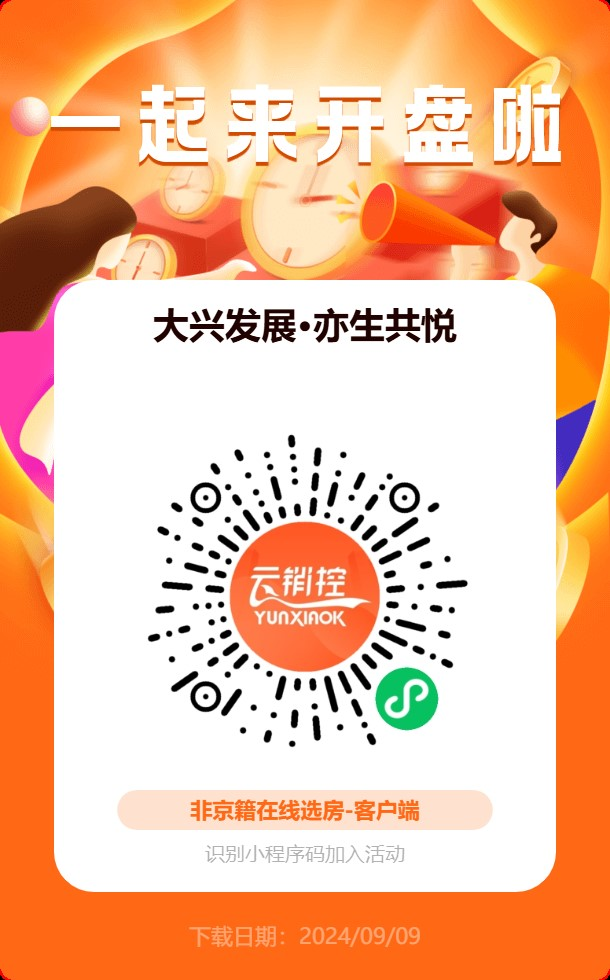 一起来开盘啦
大兴发展•亦生共悦
云销控
YUNXIAOK
非京籍在线选房-客户端
识别小程序码加入活动
下载日期：2024/09/09